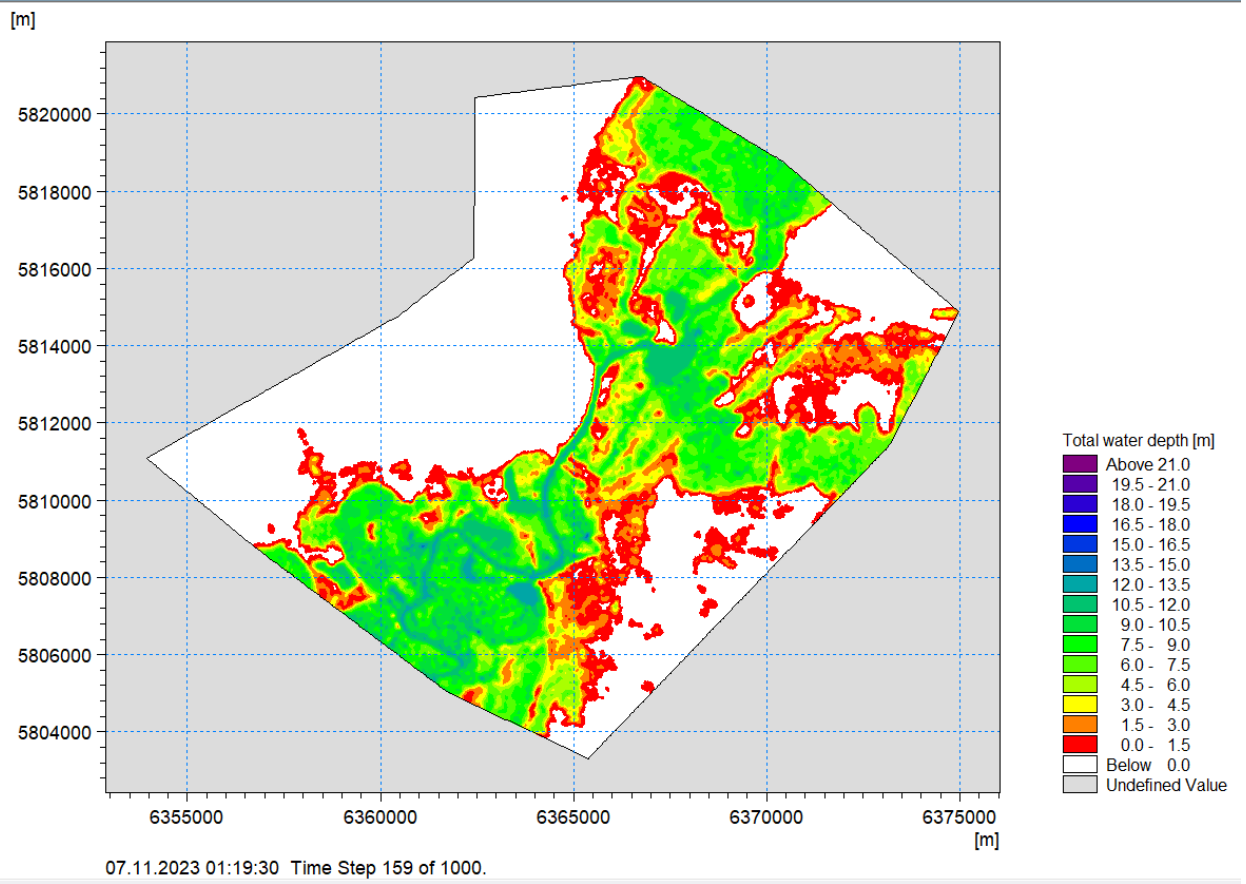 [m]
5820000
5818000
5816000
5814000
5812000
5810000
5808000
5806000
5804000
6355000 6360000 6365000 6370000 6375000
[m]
Total water depth [m]
Above 21.0
19.5 - 21.0
18.0 - 19.5
16.5 - 18.0
15.0 - 16.5
13.5 - 15.0
12.0 - 13.5
10.5 - 12.0
9.0 - 10.5
7.5 - 9.0
6.0 - 7.5
4.5 - 6.0
3.0 - 4.5
1.5 - 3.0
0.0 - 1.5
Below 0.0
Undefined Value
07.11.2023 01:19:30 Time Step 159 of 1000.